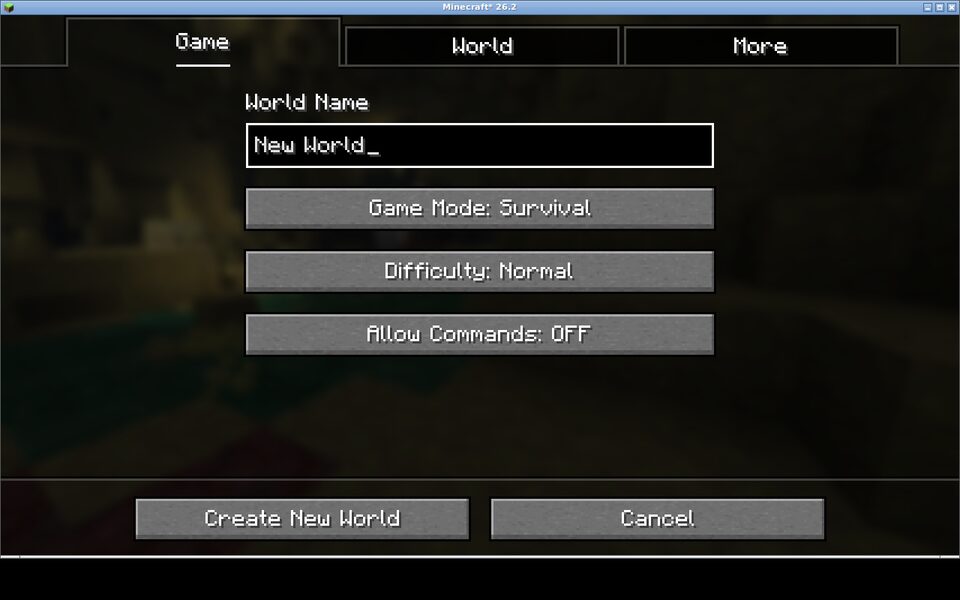 Minecraft* 26.2
Game
World
More
World Name
New World_
Game Mode: Survival
Difficulty: Normal
Allow Commands: OFF
Create New World
Cancel